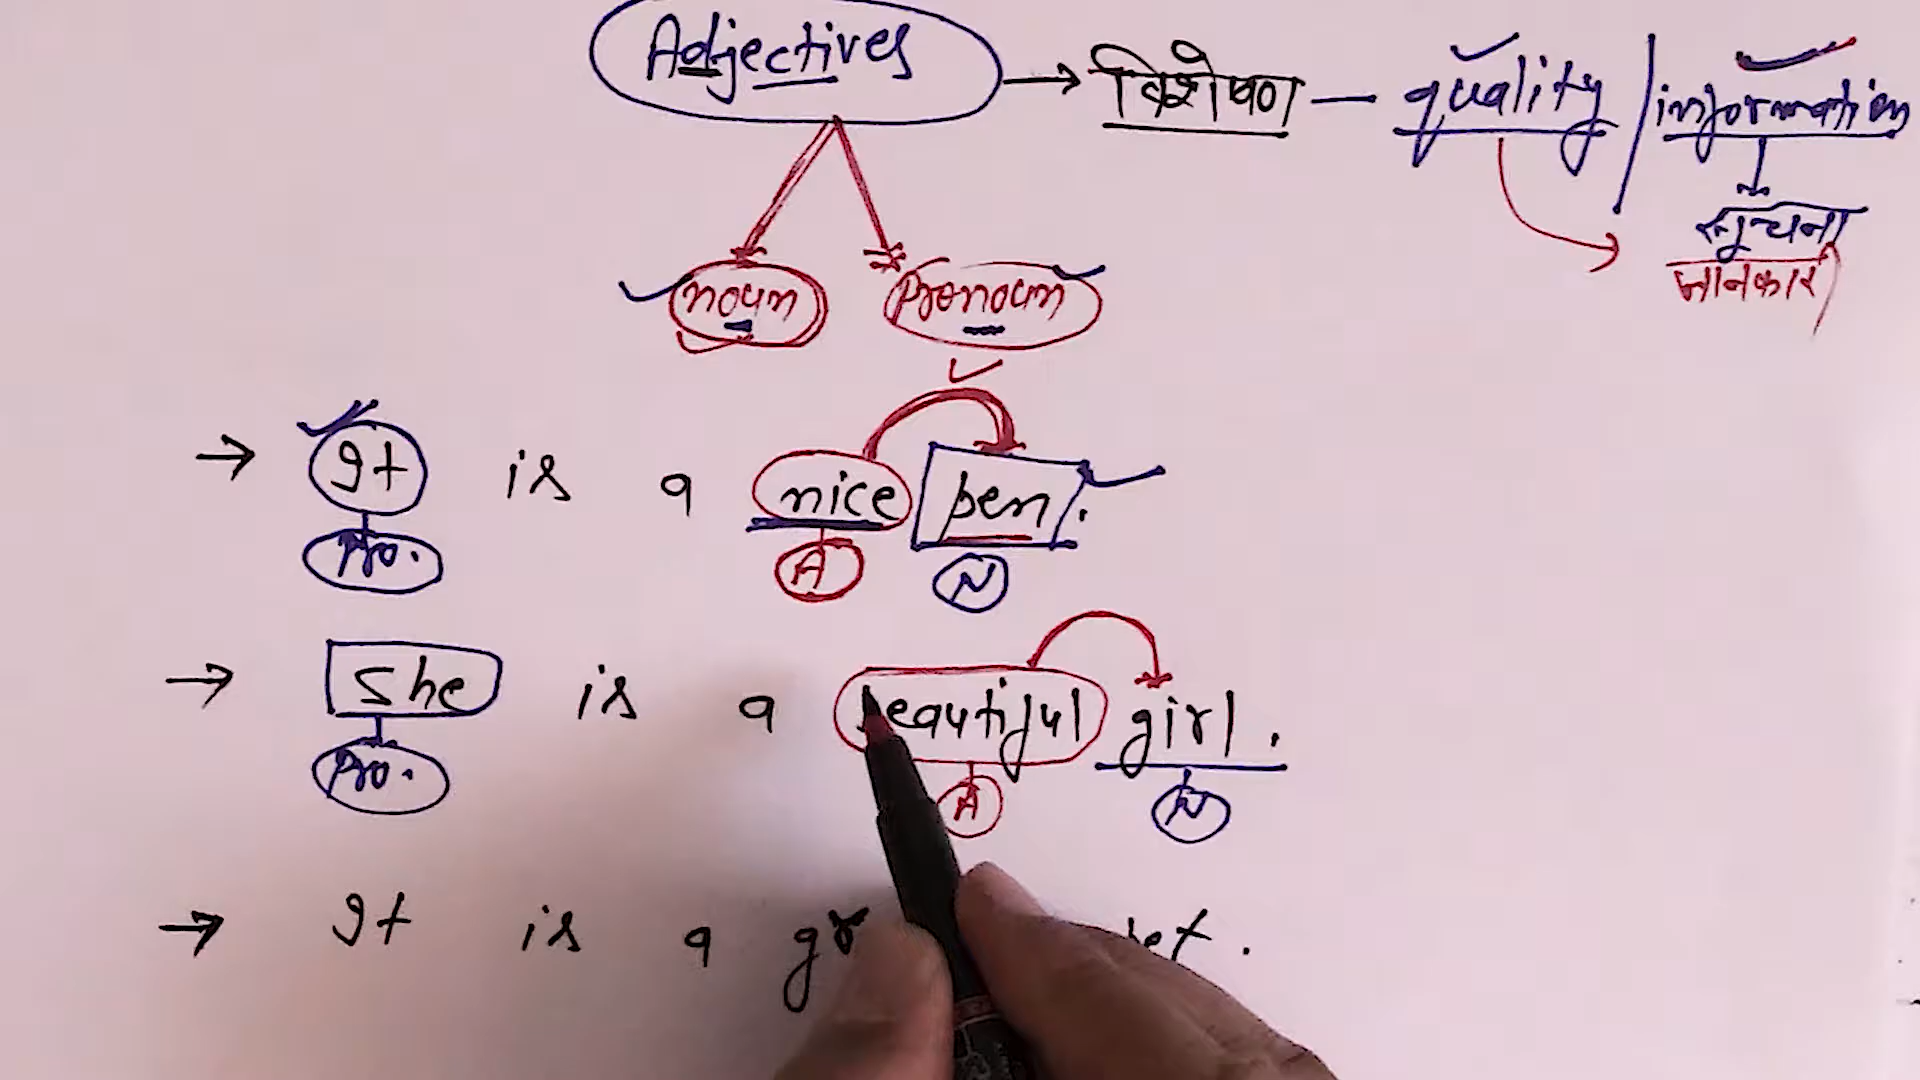 Adjectives → विशेषण — quality / information
सूचना
जानकारी
noun pronoun
→ It is a nice pen.
Pro. A N
→ She is a beautiful girl.
Pro. A N
→ It is a